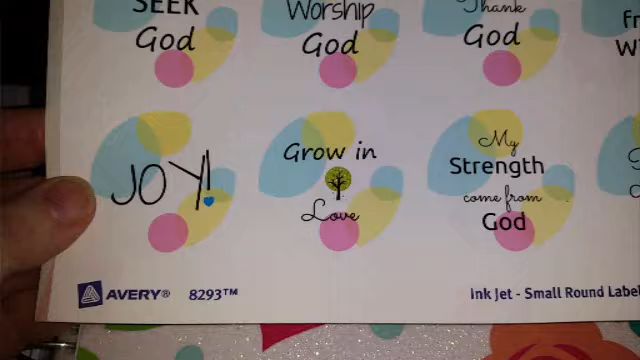 SEEK
God
Worship
God
Thank
God
JOY!
Grow in
Love
My
Strength
come from
God
AVERY® 8293™
Ink Jet - Small Round Label